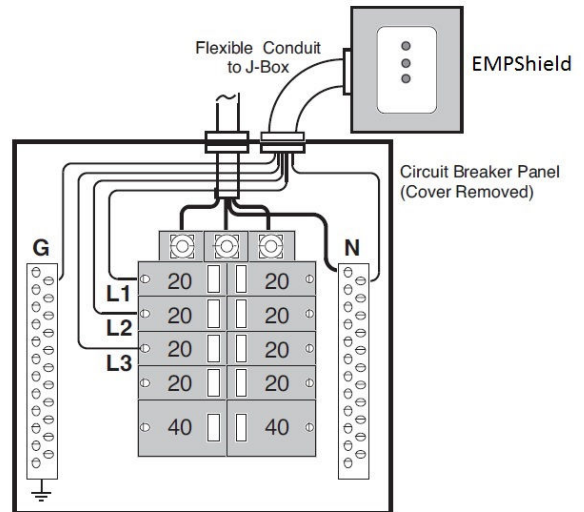 Flexible Conduit
to J-Box
EMPShield
Circuit Breaker Panel
(Cover Removed)
G
N
L1
20
20
L2
20
20
L3
20
20
20
20
40
40